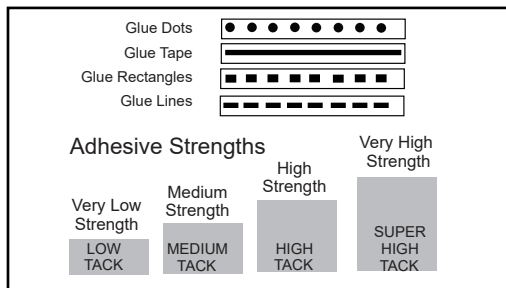 Glue Dots
Glue Tape
Glue Rectangles
Glue Lines
Adhesive Strengths
Very Low
Strength
LOW
TACK
Medium
Strength
MEDIUM
TACK
High
Strength
HIGH
TACK
Very High
Strength
SUPER
HIGH
TACK